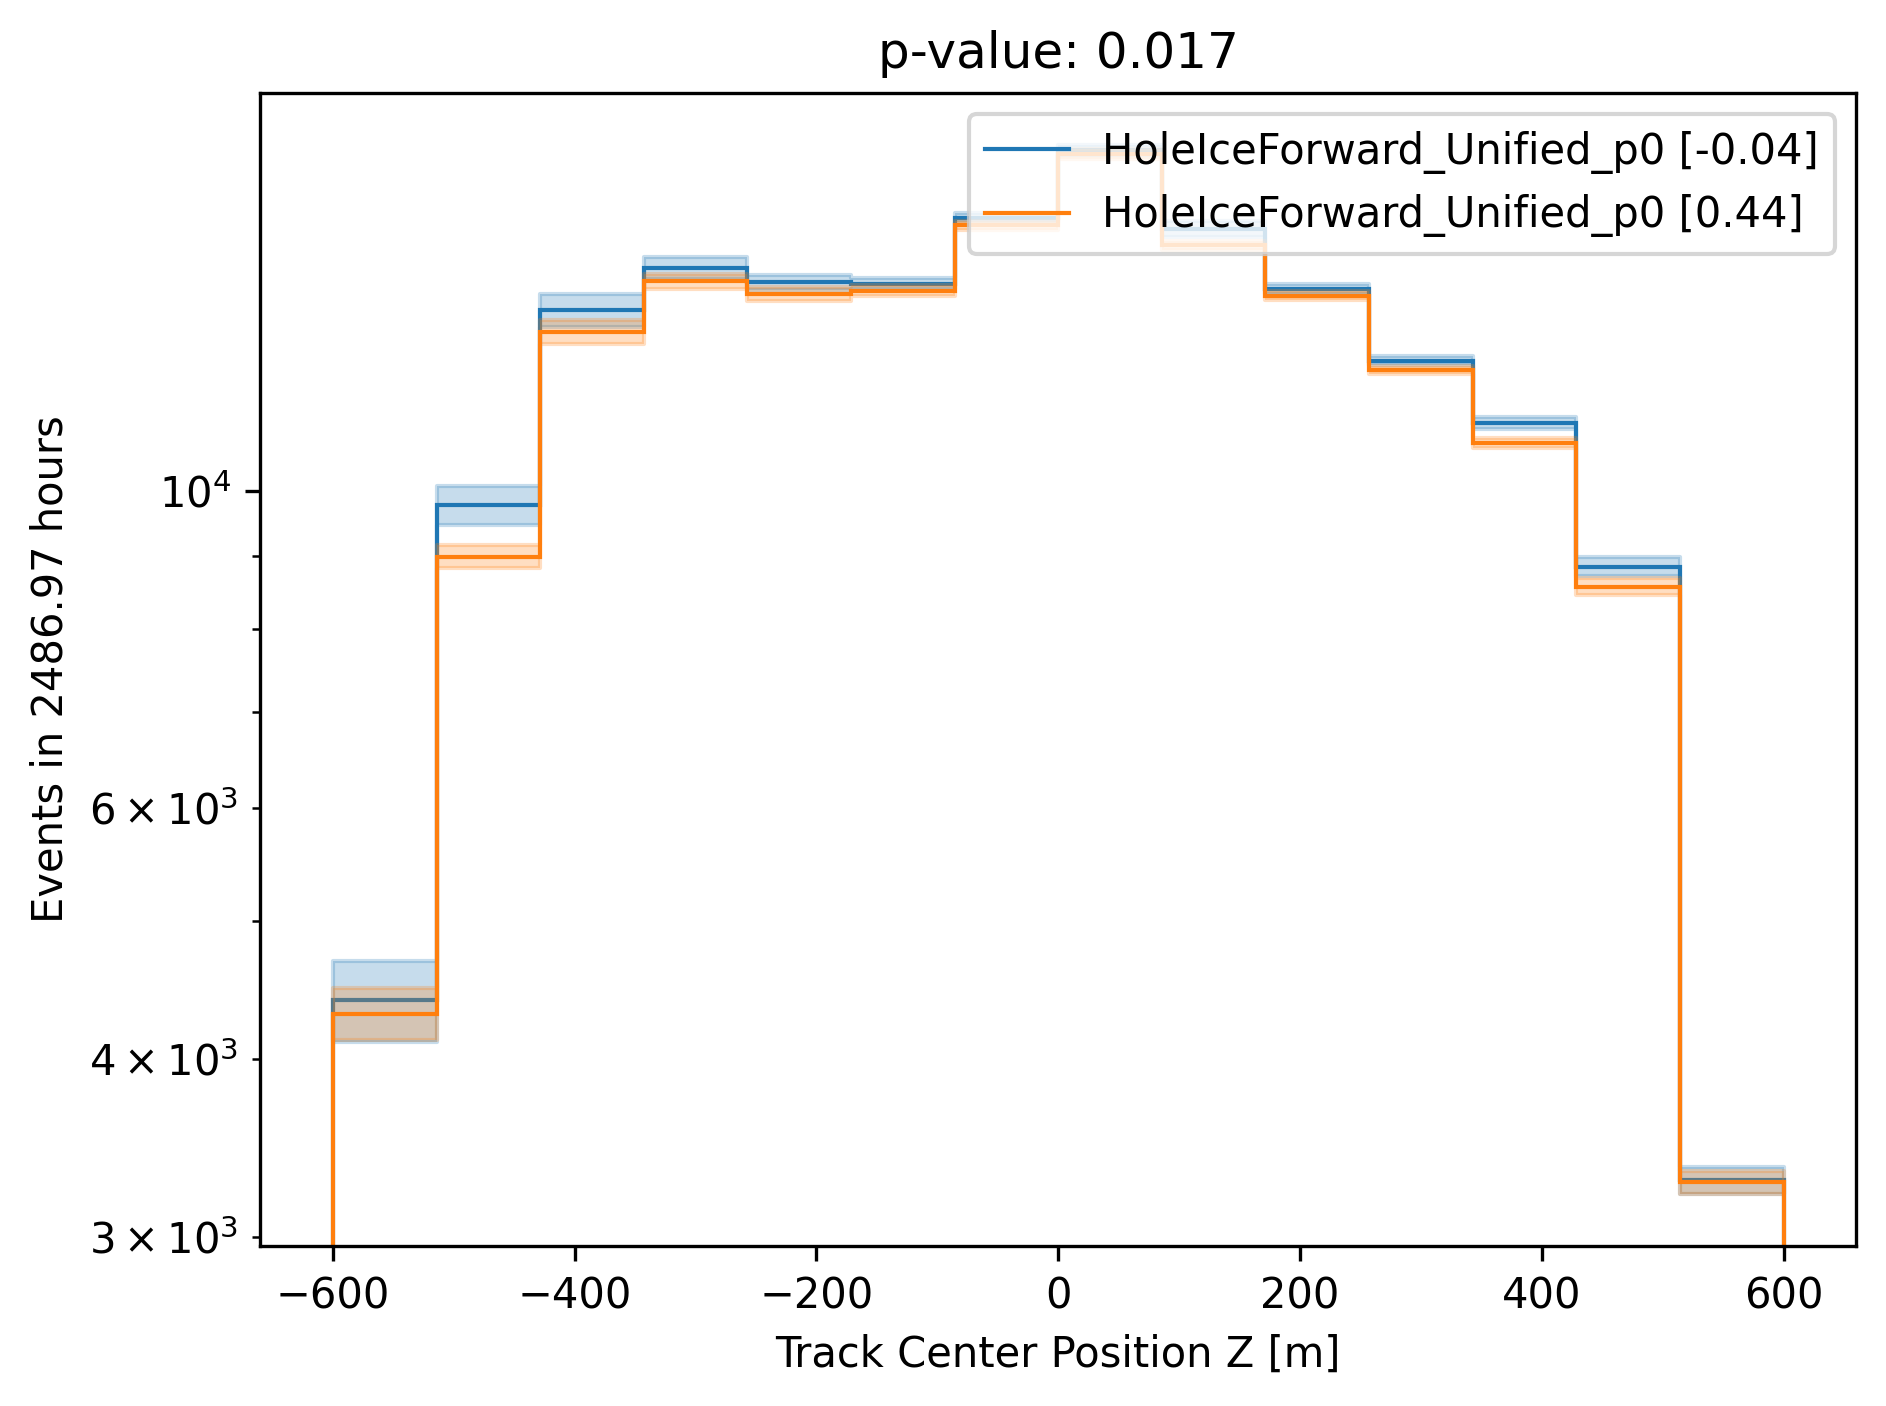 p-value: 0.017
HoleIceForward_Unified_p0 [-0.04]
HoleIceForward_Unified_p0 [0.44]
Events in 2486.97 hours
10⁴
6 × 10³
4 × 10³
3 × 10³
−600 −400 −200 0 200 400 600
Track Center Position Z [m]